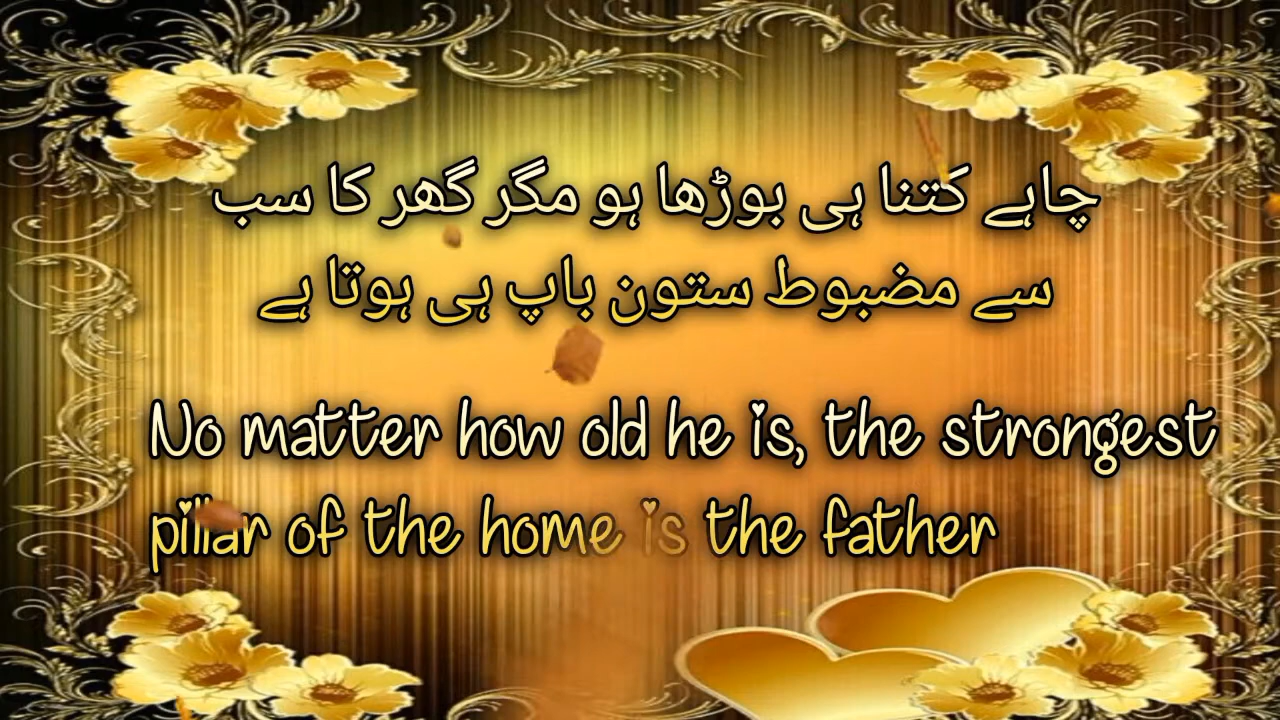 چاہے کتنا ہی بوڑھا ہو مگر گھر کا سب
سے مضبوط ستون باپ ہی ہوتا ہے
No matter how old he is, the strongest
pillar of the home is the father